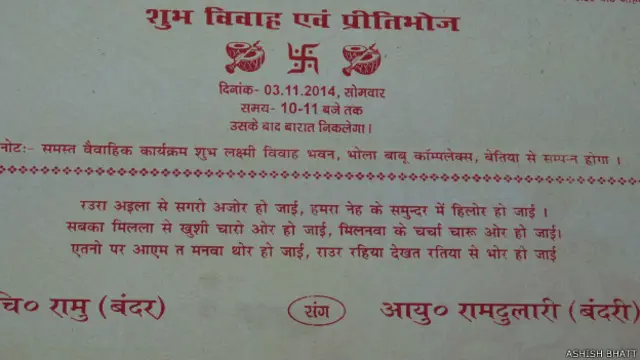 शुभ विवाह एवं प्रीतिभोज
दिनांक- 03.11.2014, सोमवार
समय- 10-11 बजे तक
उसके बाद बारात निकलेगा।
नोटः- समस्त वैवाहिक कार्यक्रम शुभ लक्ष्मी विवाह भवन, भोला बाबू कॉम्पलेक्स, बेतिया से सम्पन्न होगा ।
रउरा अइला से सगरो अजोर हो जाई, हमरा नेह के समुन्दर में हिलोर हो जाई ।
सबका मिलला से खुशी चारो ओर हो जाई, मिलनवा के चर्चा चारू ओर हो जाई।
एतनो पर आएम त मनवा थोर हो जाई, राउर रहिया देखत रतिया से भोर हो जाई
चि० रामु (बंदर) संग आयु० रामदुलारी (बंदरी)
ASHISH BHATT